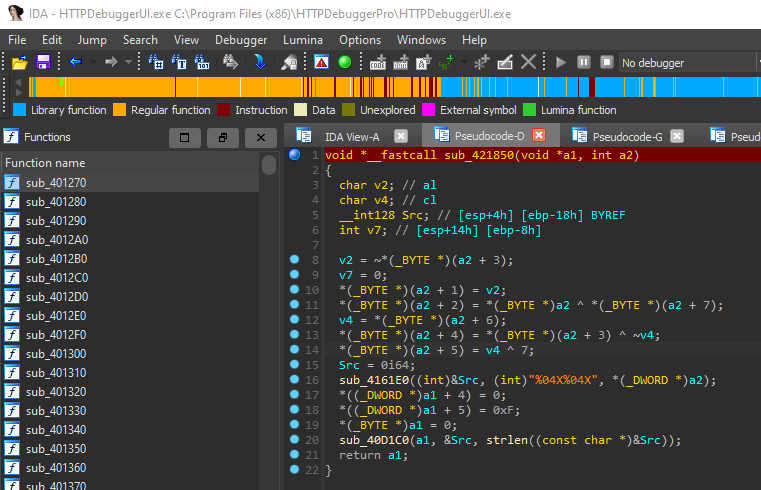 IDA - HTTPDebuggerUI.exe C:\Program Files (x86)\HTTPDebuggerPro\HTTPDebuggerUI.exe
File Edit Jump Search View Debugger Lumina Options Windows Help
No debugger
Library function Regular function Instruction Data Unexplored External symbol Lumina function
Functions
IDA View-A Pseudocode-D Pseudocode-G Pseudo
Function name
sub_401270
sub_401280
sub_401290
sub_4012A0
sub_4012B0
sub_4012C0
sub_4012D0
sub_4012E0
sub_4012F0
sub_401300
sub_401310
sub_401320
sub_401330
sub_401340
sub_401430
sub_401350
sub_401360
sub_401370
1 void *__fastcall sub_421850(void *a1, int a2)
2 {
3 char v2; // al
4 char v4; // cl
5 __int128 Src; // [esp+4h] [ebp-18h] BYREF
6 int v7; // [esp+14h] [ebp-8h]
7
8 v2 = ~*(_BYTE *)(a2 + 3);
9 v7 = 0;
10 *(_BYTE *)(a2 + 1) = v2;
11 *(_BYTE *)(a2 + 2) = *(_BYTE *)a2 ^ *(_BYTE *)(a2 + 7);
12 v4 = *(_BYTE *)(a2 + 6);
13 *(_BYTE *)(a2 + 4) = *(_BYTE *)(a2 + 3) ^ ~v4;
14 *(_BYTE *)(a2 + 5) = v4 ^ 7;
15 Src = 0i64;
16 sub_4161E0((int)&Src, (int)"%04X%04X", *(_DWORD *)a2);
17 *((_DWORD *)a1 + 4) = 0;
18 *((_DWORD *)a1 + 5) = 0xF;
19 *(_BYTE *)a1 = 0;
20 sub_40D1C0(a1, &Src, strlen((const char *)&Src));
21 return a1;
22 }